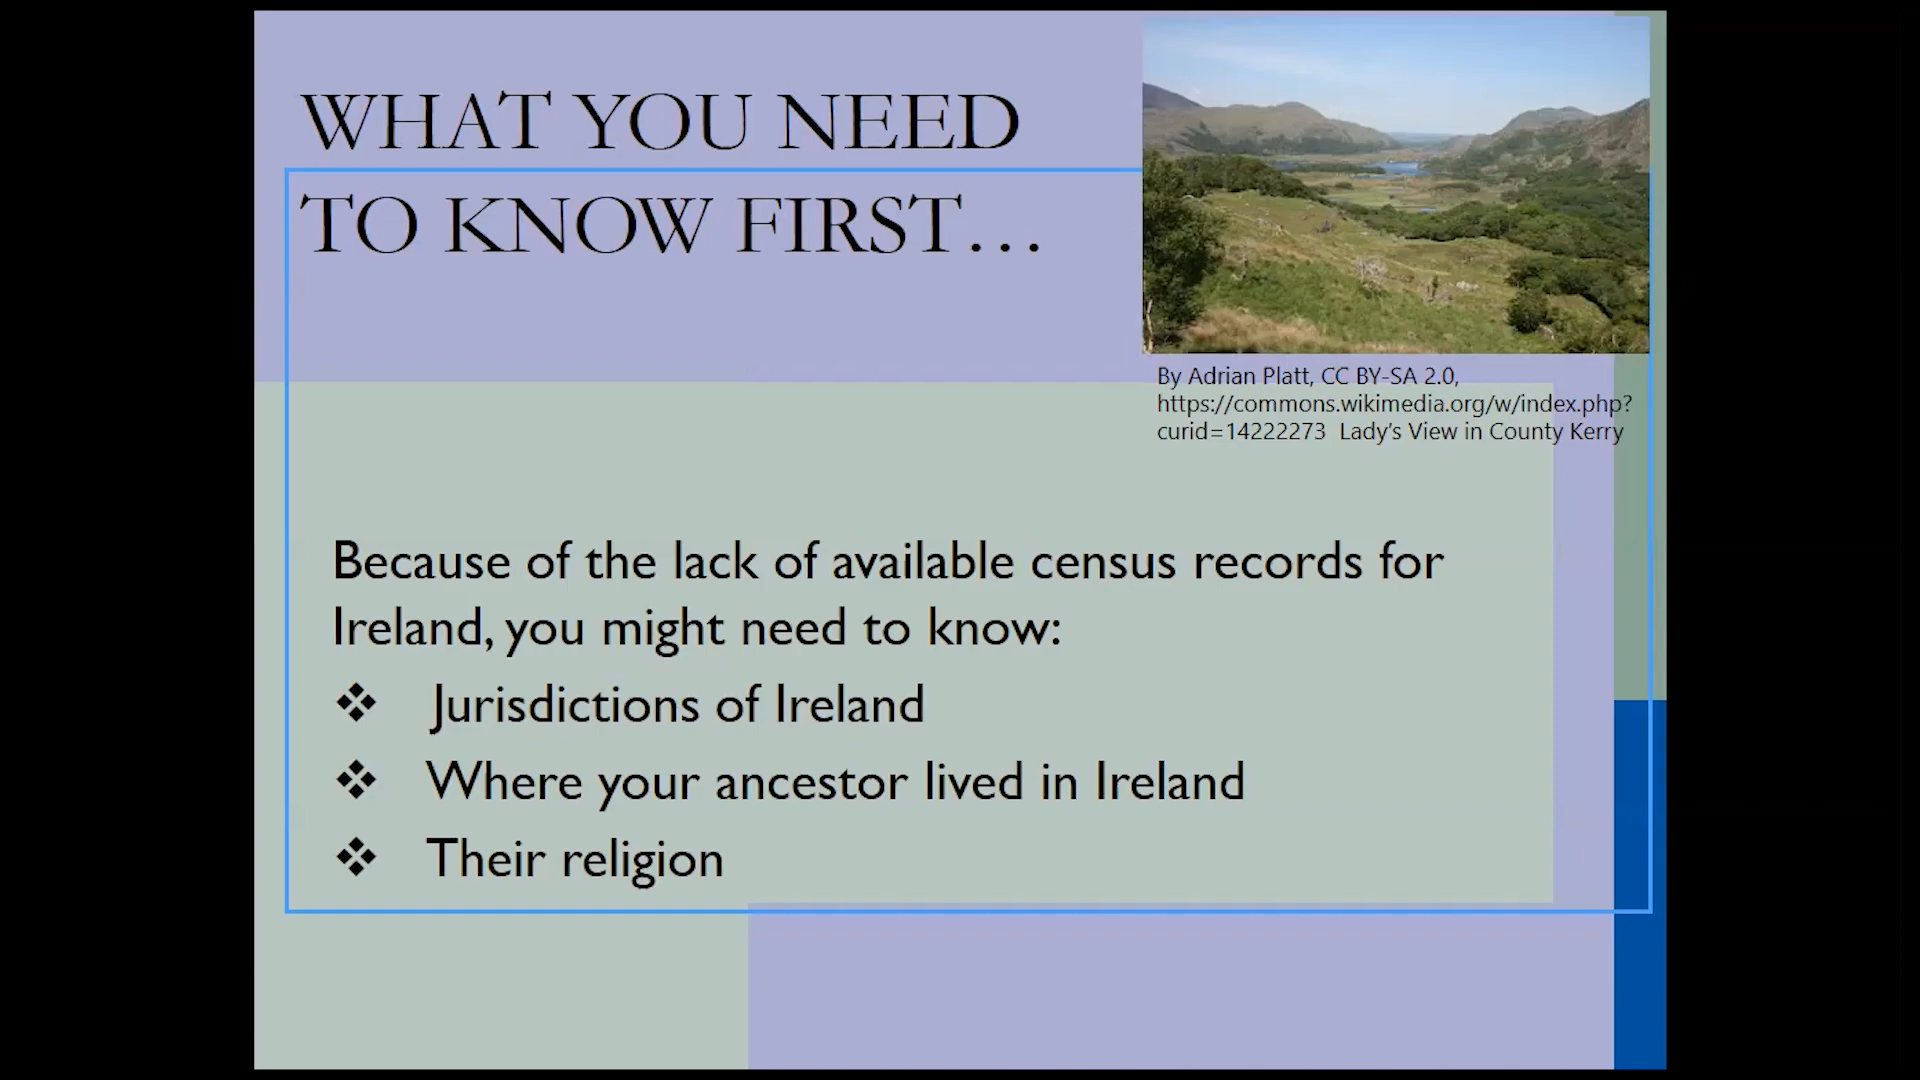 WHAT YOU NEED
TO KNOW FIRST…
By Adrian Platt, CC BY-SA 2.0,
https://commons.wikimedia.org/w/index.php?
curid=14222273 Lady's View in County Kerry
Because of the lack of available census records for
Ireland, you might need to know:
❖ Jurisdictions of Ireland
❖ Where your ancestor lived in Ireland
❖ Their religion